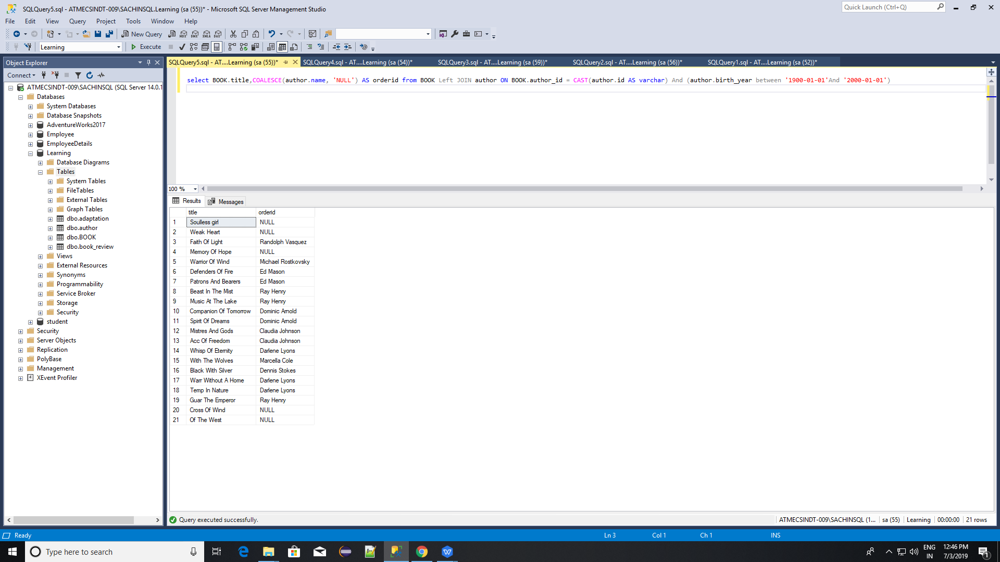 SQLQuery5.sql - ATMECSINDT-009\SACHINSQL.Learning (sa (55))* - Microsoft SQL Server Management Studio
Quick Launch (Ctrl+Q)
File Edit View Query Project Tools Window Help
New Query MDX DMX XMLA DAX
Learning Execute
Object Explorer
SQLQuery5.sql - AT....Learning (sa (55))* SQLQuery4.sql - AT....Learning (sa (54))* SQLQuery3.sql - AT....Learning (sa (59))* SQLQuery2.sql - AT....Learning (sa (56))* SQLQuery1.sql - AT....Learning (sa (52))*
Connect
ATMECSINDT-009\SACHINSQL (SQL Server 14.0.1
Databases
System Databases
Database Snapshots
AdventureWorks2017
Employee
EmployeeDetails
Learning
Database Diagrams
Tables
System Tables
FileTables
External Tables
Graph Tables
dbo.adaptation
dbo.author
dbo.BOOK
dbo.book_review
Views
External Resources
Synonyms
Programmability
Service Broker
Storage
Security
student
Security
Server Objects
Replication
PolyBase
Management
XEvent Profiler
select BOOK.title,COALESCE(author.name, 'NULL') AS orderid from BOOK Left JOIN author ON BOOK.author_id = CAST(author.id AS varchar) And (author.birth_year between '1900-01-01'And '2000-01-01')
100 %
Results Messages
title orderid
1 Soulless girl NULL
2 Weak Heart NULL
3 Faith Of Light Randolph Vasquez
4 Memory Of Hope NULL
5 Warrior Of Wind Michael Rostkovsky
6 Defenders Of Fire Ed Mason
7 Patrons And Bearers Ed Mason
8 Beast In The Mist Ray Henry
9 Music At The Lake Ray Henry
10 Companion Of Tomorrow Dominic Arnold
11 Spirit Of Dreams Dominic Arnold
12 Mistres And Gods Claudia Johnson
13 Acc Of Freedom Claudia Johnson
14 Whisp Of Eternity Darlene Lyons
15 With The Wolves Marcella Cole
16 Black With Silver Dennis Stokes
17 Warr Without A Home Darlene Lyons
18 Temp In Nature Darlene Lyons
19 Guar The Emperor Ray Henry
20 Cross Of Wind NULL
21 Of The West NULL
Query executed successfully.
ATMECSINDT-009\SACHINSQL (1... sa (55) Learning 00:00:00 21 rows
Ready Ln 3 Col 1 Ch 1 INS
Type here to search
ENG
IN
12:46 PM
7/3/2019
1